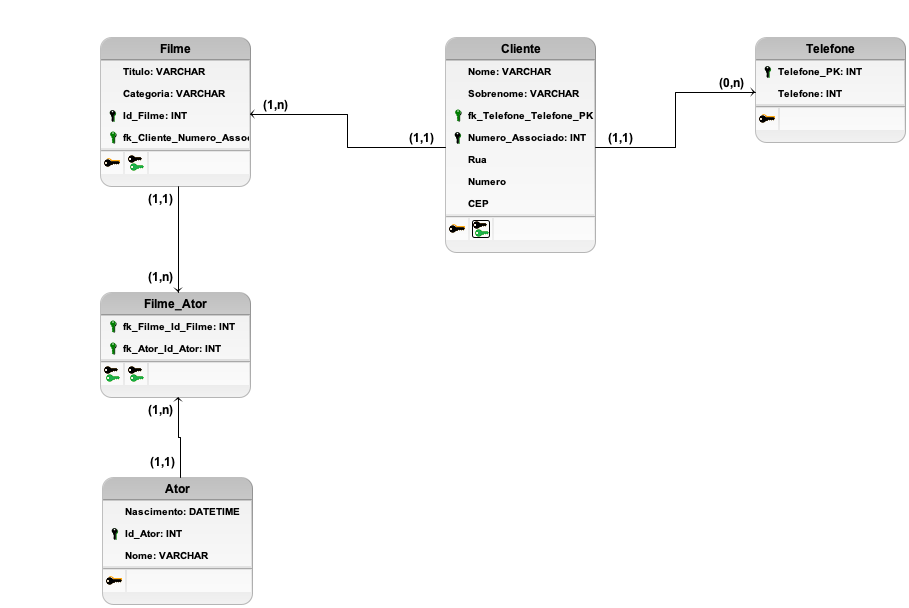 Filme
Titulo: VARCHAR
Categoria: VARCHAR
Id_Filme: INT
fk_Cliente_Numero_Assoc
(1,n)
(1,1)
Cliente
Nome: VARCHAR
Sobrenome: VARCHAR
fk_Telefone_Telefone_PK
Numero_Associado: INT
Rua
Numero
CEP
(1,1)
(0,n)
Telefone
Telefone_PK: INT
Telefone: INT
(1,1)
(1,n)
Filme_Ator
fk_Filme_Id_Filme: INT
fk_Ator_Id_Ator: INT
(1,n)
(1,1)
Ator
Nascimento: DATETIME
Id_Ator: INT
Nome: VARCHAR